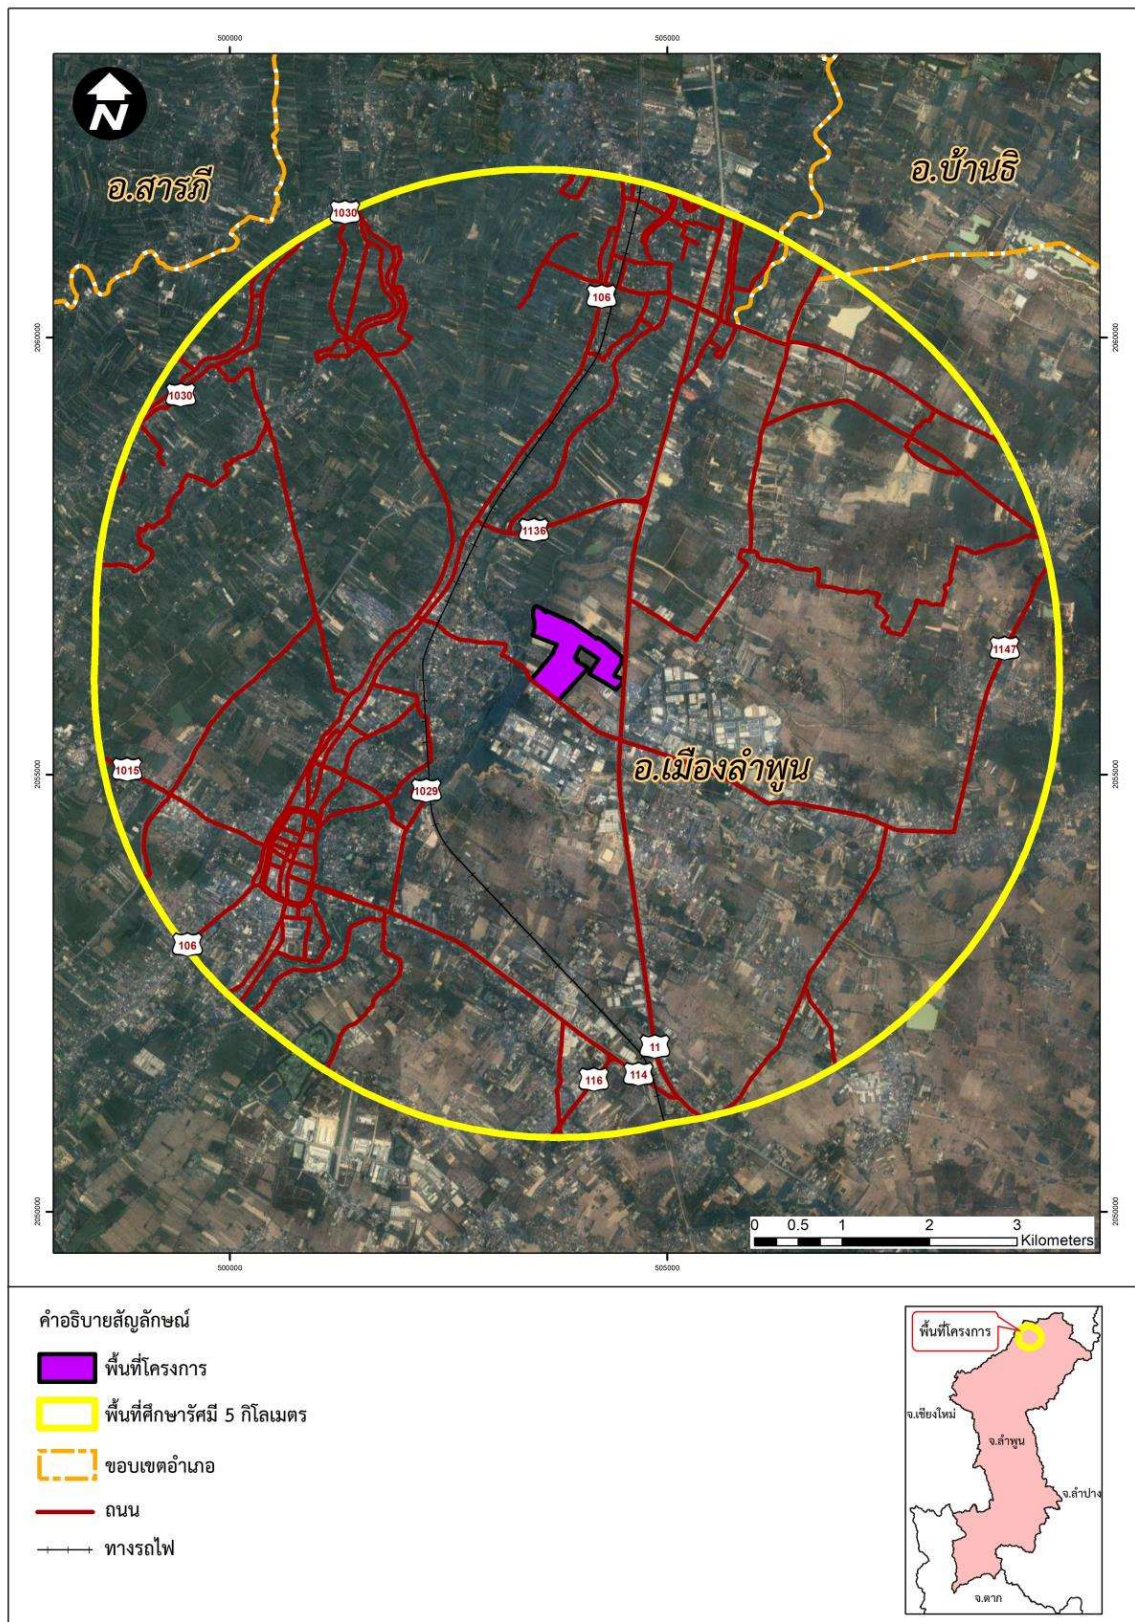 500000
505000
N
อ.สารภี
อ.บ้านธิ
1030
106
2060000
2060000
1030
1136
1147
1015
2055000
อ.เมืองลำพูน
2055000
1029
106
11
116
114
2050000
2050000
0 0.5 1 2 3
Kilometers
500000
505000
คำอธิบายสัญลักษณ์
พื้นที่โครงการ
พื้นที่ศึกษารัศมี 5 กิโลเมตร
ขอบเขตอำเภอ
ถนน
ทางรถไฟ
พื้นที่โครงการ
จ.เชียงใหม่
จ.ลำพูน
จ.ลำปาง
จ.ตาก